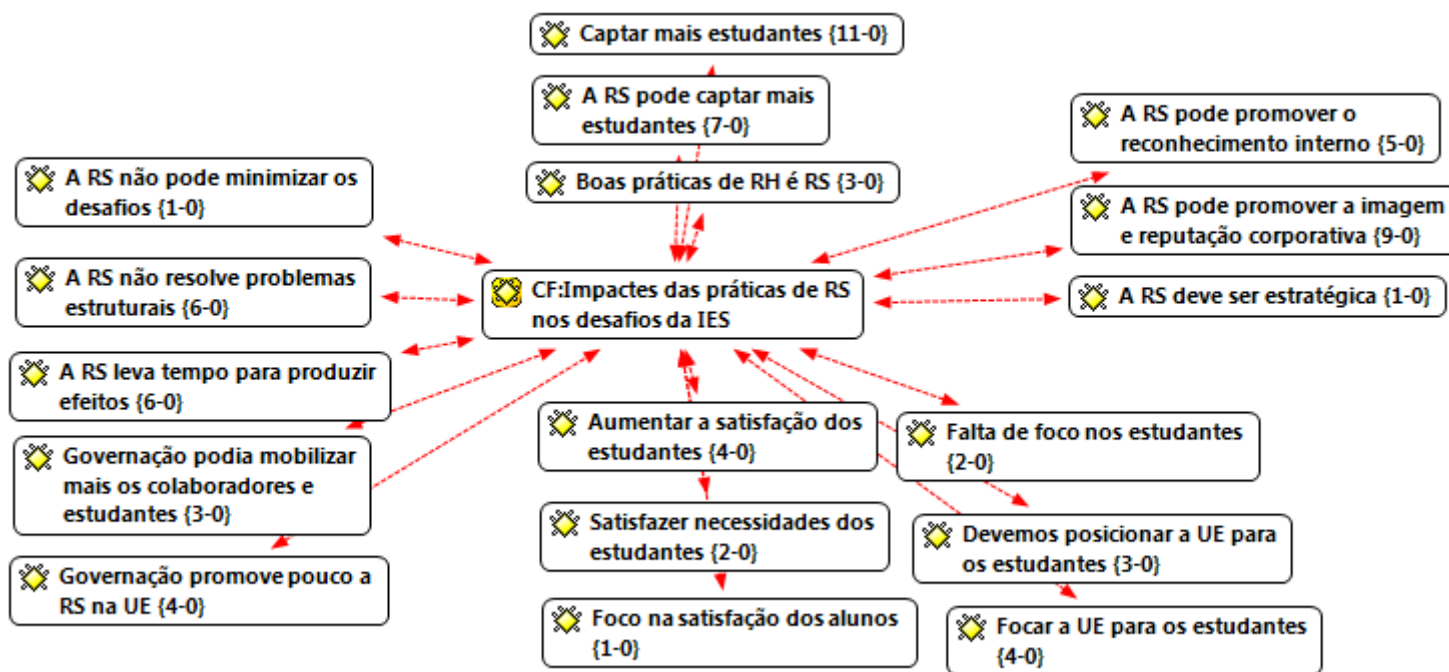 Captar mais estudantes {11-0}
A RS pode captar mais
estudantes {7-0}
Boas práticas de RH é RS {3-0}
A RS pode promover o
reconhecimento interno {5-0}
A RS pode promover a imagem
e reputação corporativa {9-0}
A RS deve ser estratégica {1-0}
A RS não pode minimizar os
desafios {1-0}
A RS não resolve problemas
estruturais {6-0}
CF:Impactes das práticas de RS
nos desafios da IES
A RS leva tempo para produzir
efeitos {6-0}
Governação podia mobilizar
mais os colaboradores e
estudantes {3-0}
Governação promove pouco a
RS na UE {4-0}
Aumentar a satisfação dos
estudantes {4-0}
Satisfazer necessidades dos
estudantes {2-0}
Foco na satisfação dos alunos
{1-0}
Falta de foco nos estudantes
{2-0}
Devemos posicionar a UE para
os estudantes {3-0}
Focar a UE para os estudantes
{4-0}